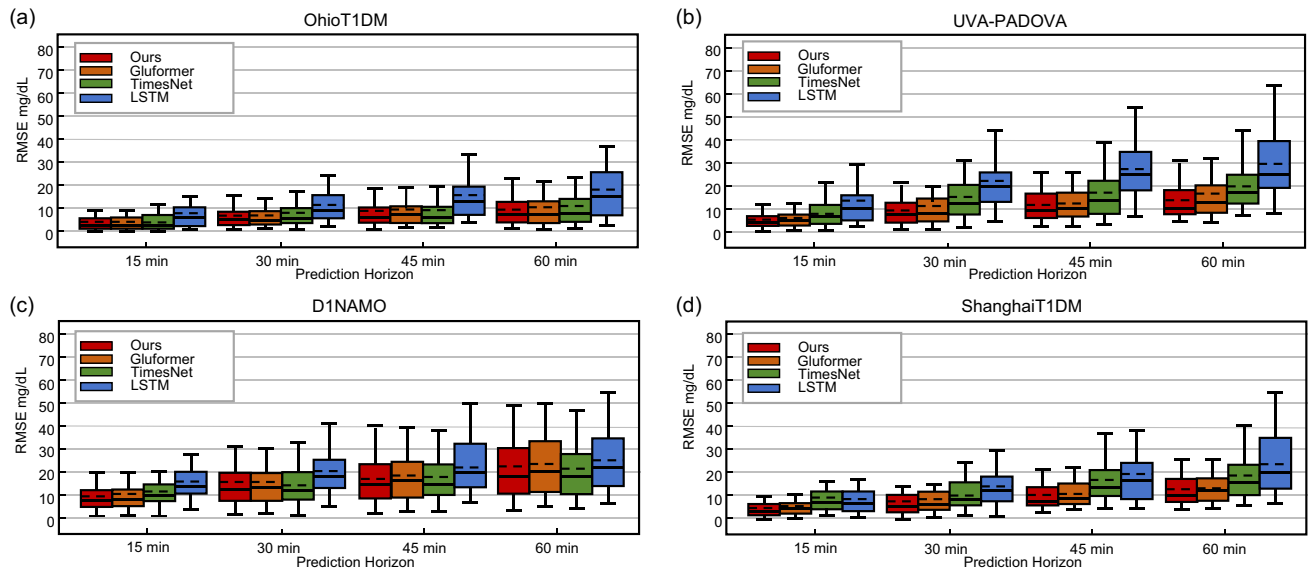 (a)
OhioT1DM
RMSE mg/dL
80
70
60
50
40
30
20
10
0
Ours
Gluformer
TimesNet
LSTM
15 min
30 min
45 min
60 min
Prediction Horizon
(b)
UVA-PADOVA
RMSE mg/dL
80
70
60
50
40
30
20
10
0
Ours
Gluformer
TimesNet
LSTM
15 min
30 min
45 min
60 min
Prediction Horizon
(c)
D1NAMO
RMSE mg/dL
80
70
60
50
40
30
20
10
0
Ours
Gluformer
TimesNet
LSTM
15 min
30 min
45 min
60 min
Prediction Horizon
(d)
ShanghaiT1DM
RMSE mg/dL
80
70
60
50
40
30
20
10
0
Ours
Gluformer
TimesNet
LSTM
15 min
30 min
45 min
60 min
Prediction Horizon